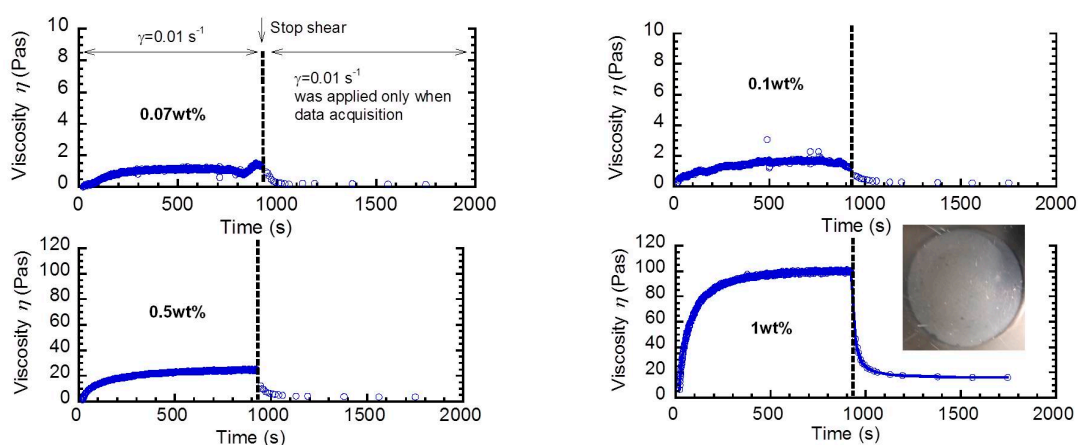 γ=0.01 s-1
Stop shear
γ=0.01 s-1
was applied only when
data acquisition
0.07wt%
Viscosity η (Pas)
10
8
6
4
2
0
0 500 1000 1500 2000
Time (s)
0.1wt%
Viscosity η (Pas)
10
8
6
4
2
0
0 500 1000 1500 2000
Time (s)
0.5wt%
Viscosity η (Pas)
120
100
80
60
40
20
0
0 500 1000 1500 2000
Time (s)
1wt%
Viscosity η (Pas)
120
100
80
60
40
20
0
0 500 1000 1500 2000
Time (s)